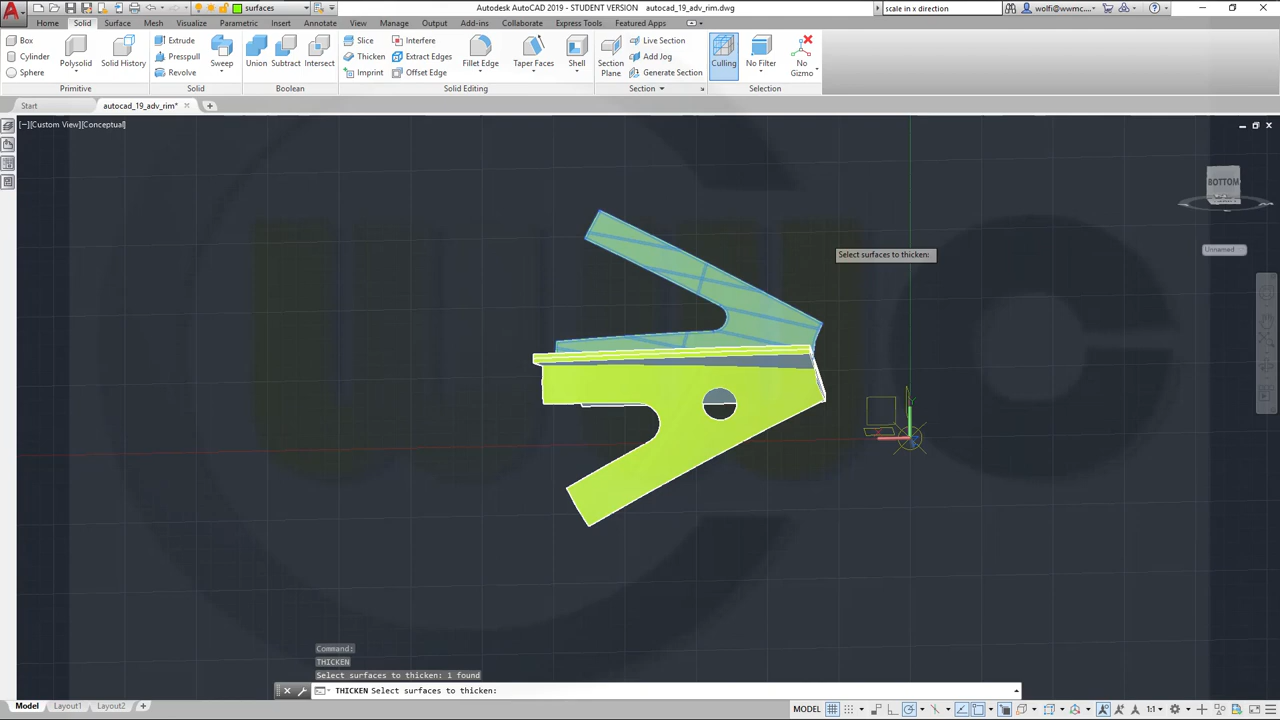 surfaces
Autodesk AutoCAD 2019 - STUDENT VERSION autocad_19_adv_rim.dwg
scale in x direction
wolfi@wwmc...
Home Solid Surface Mesh Visualize Parametric Insert Annotate View Manage Output Add-ins Collaborate Express Tools Featured Apps
Box
Cylinder
Sphere
Polysolid
Solid History
Extrude
Presspull
Revolve
Sweep
Union
Subtract
Intersect
Slice
Thicken
Imprint
Interfere
Extract Edges
Offset Edge
Fillet Edge
Taper Faces
Shell
Section
Plane
Live Section
Add Jog
Generate Section
Culling
No Filter
No
Gizmo
Primitive
Solid
Boolean
Solid Editing
Section
Selection
Start
autocad_19_adv_rim*
[−][Custom View][Conceptual]
BOTTOM
Unnamed
Select surfaces to thicken:
Y
Command:
THICKEN
Select surfaces to thicken: 1 found
THICKEN Select surfaces to thicken:
Model Layout1 Layout2
MODEL
1:1